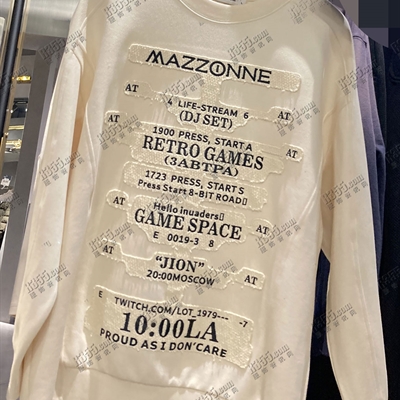 MAZZONNE
AT 4 LIFE-STREAM 6 AT
(DJ SET)
1900 PRESS, START A
AT RETRO GAMES AT
(3ABTPA)
1723 PRESS, START S
Press Start 8-BIT ROAD▯
Hello inuaders▯
AT GAME SPACE AT
E 0019-3 8
AT "JION" AT
20:00MOSCOW
E TWITCH.COM/LOT_1979--- -7
10:00LA
PROUD AS I DON'CARE